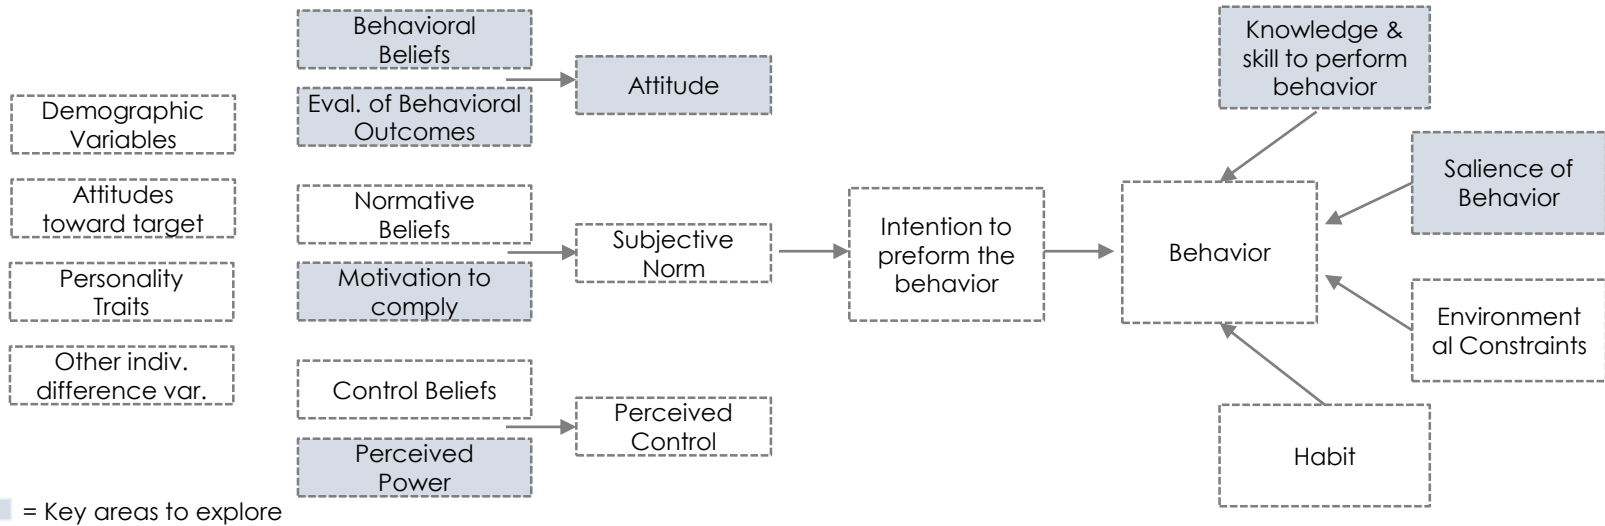 Demographic
Variables
Attitudes
toward target
Personality
Traits
Other indiv.
difference var.
Behavioral
Beliefs
Eval. of Behavioral
Outcomes
Normative
Beliefs
Motivation to
comply
Control Beliefs
Perceived
Power
Attitude
Subjective
Norm
Perceived
Control
Intention to
preform the
behavior
Behavior
Knowledge &
skill to perform
behavior
Salience of
Behavior
Environment
al Constraints
Habit
= Key areas to explore